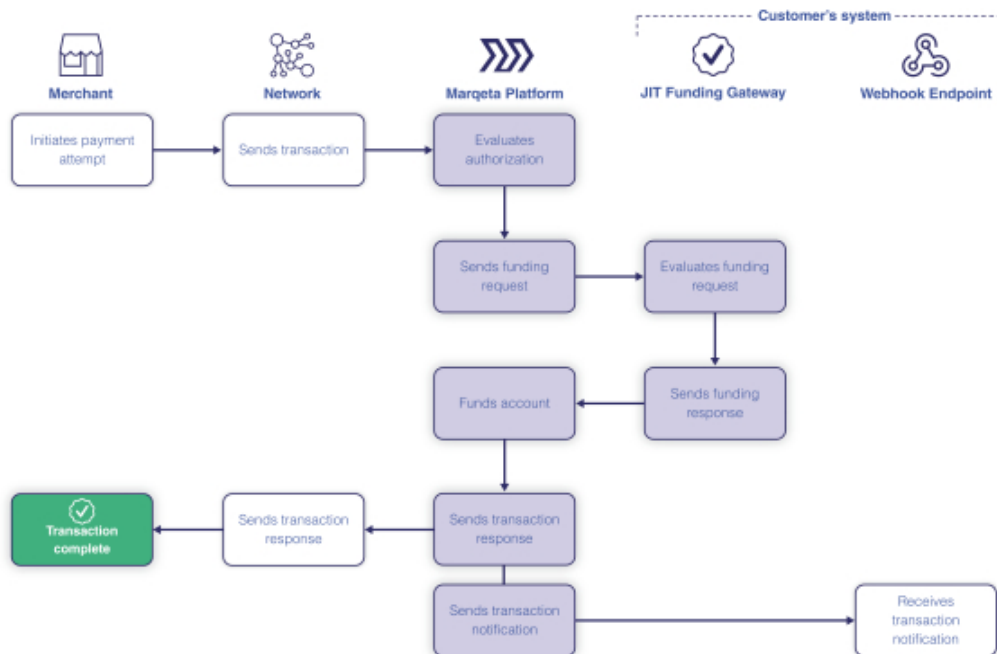 Customer's system
Merchant
Network
Marqeta Platform
JIT Funding Gateway
Webhook Endpoint
Initiates payment
attempt
Sends transaction
Evaluates
authorization
Sends funding
request
Evaluates funding
request
Funds account
Sends funding
response
Transaction
complete
Sends transaction
response
Sends transaction
response
Sends transaction
notification
Receives
transaction
notification